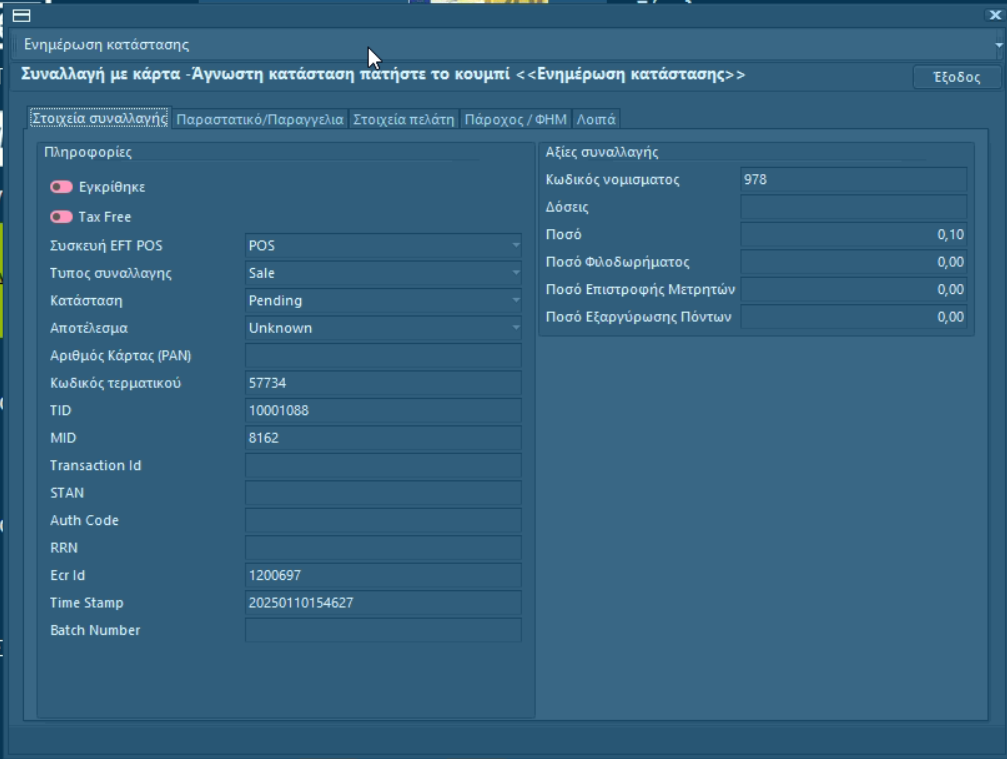 Ενημέρωση κατάστασης
Συναλλαγή με κάρτα -Άγνωστη κατάσταση πατήστε το κουμπί <<Ενημέρωση κατάστασης>>
Έξοδος
Στοιχεία συναλλαγής Παραστατικό/Παραγγελια Στοιχεία πελάτη Πάροχος / ΦΗΜ Λοιπά
Πληροφορίες
Εγκρίθηκε
Tax Free
Συσκευή EFT POS POS
Τυπος συναλλαγης Sale
Κατάσταση Pending
Αποτέλεσμα Unknown
Αριθμός Κάρτας (PAN)
Κωδικός τερματικού 57734
TID 10001088
MID 8162
Transaction Id
STAN
Auth Code
RRN
Ecr Id 1200697
Time Stamp 20250110154627
Batch Number
Αξίες συναλλαγής
Κωδικός νομισματος 978
Δόσεις
Ποσό 0,10
Ποσό Φιλοδωρήματος 0,00
Ποσό Επιστροφής Μετρητών 0,00
Ποσό Εξαργύρωσης Πόντων 0,00